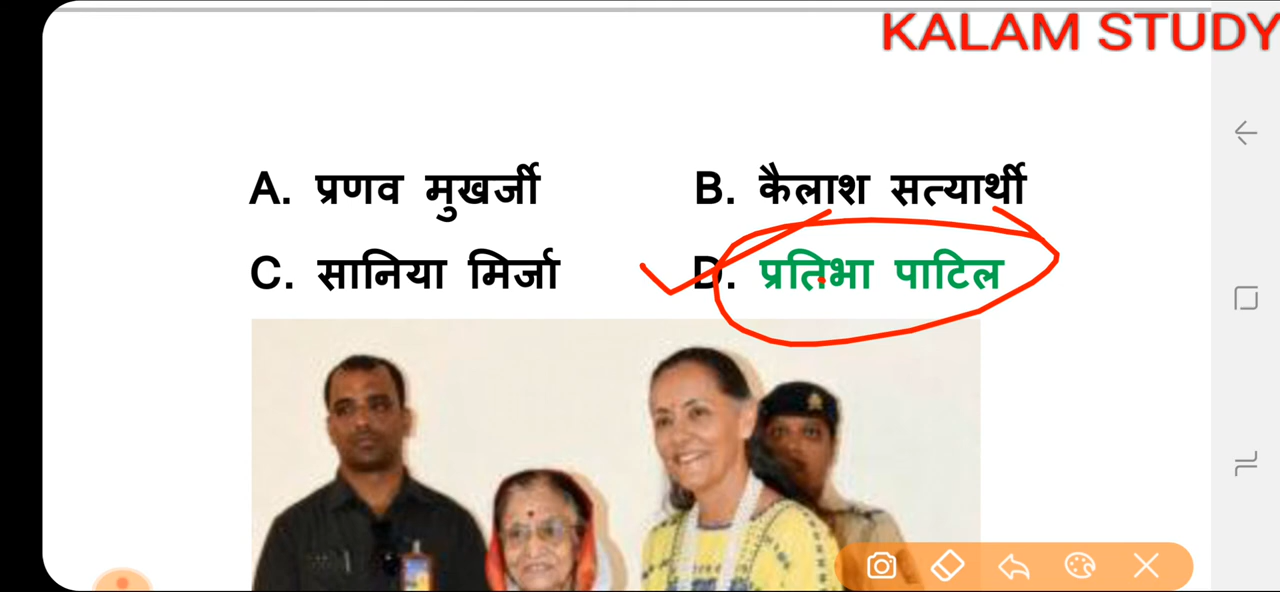 KALAM STUDY
A. प्रणव मुखर्जी B. कैलाश सत्यार्थी
C. सानिया मिर्जा D. प्रतिभा पाटिल